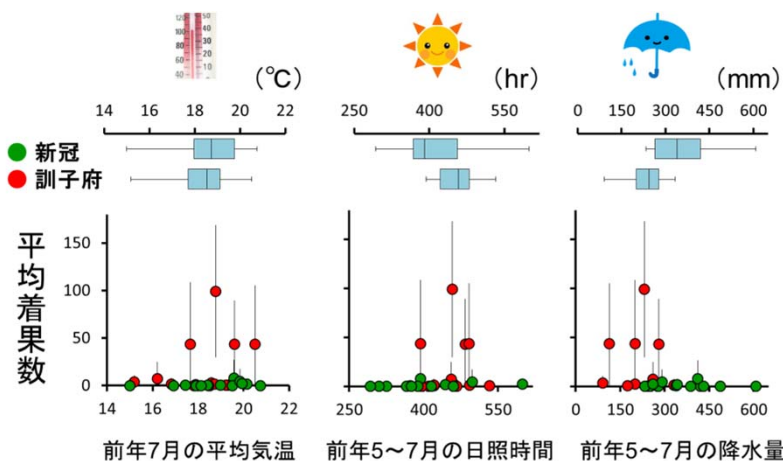 (℃)
(hr)
(mm)
14 16 18 20 22
250 400 550
0 150 300 450 600
新冠
訓子府
平均着果数
150
100
50
0
14 16 18 20 22
250 400 550
0 150 300 450 600
前年7月の平均気温
前年5〜7月の日照時間
前年5〜7月の降水量